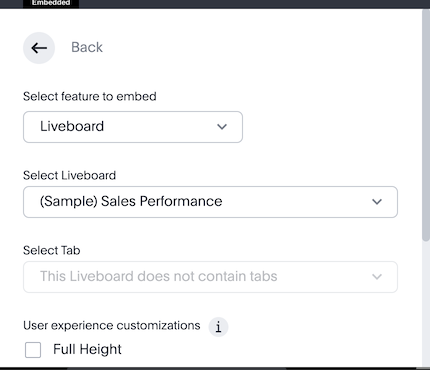 Embedded
Back
Select feature to embed
Liveboard
Select Liveboard
(Sample) Sales Performance
Select Tab
This Liveboard does not contain tabs
User experience customizations i
Full Height